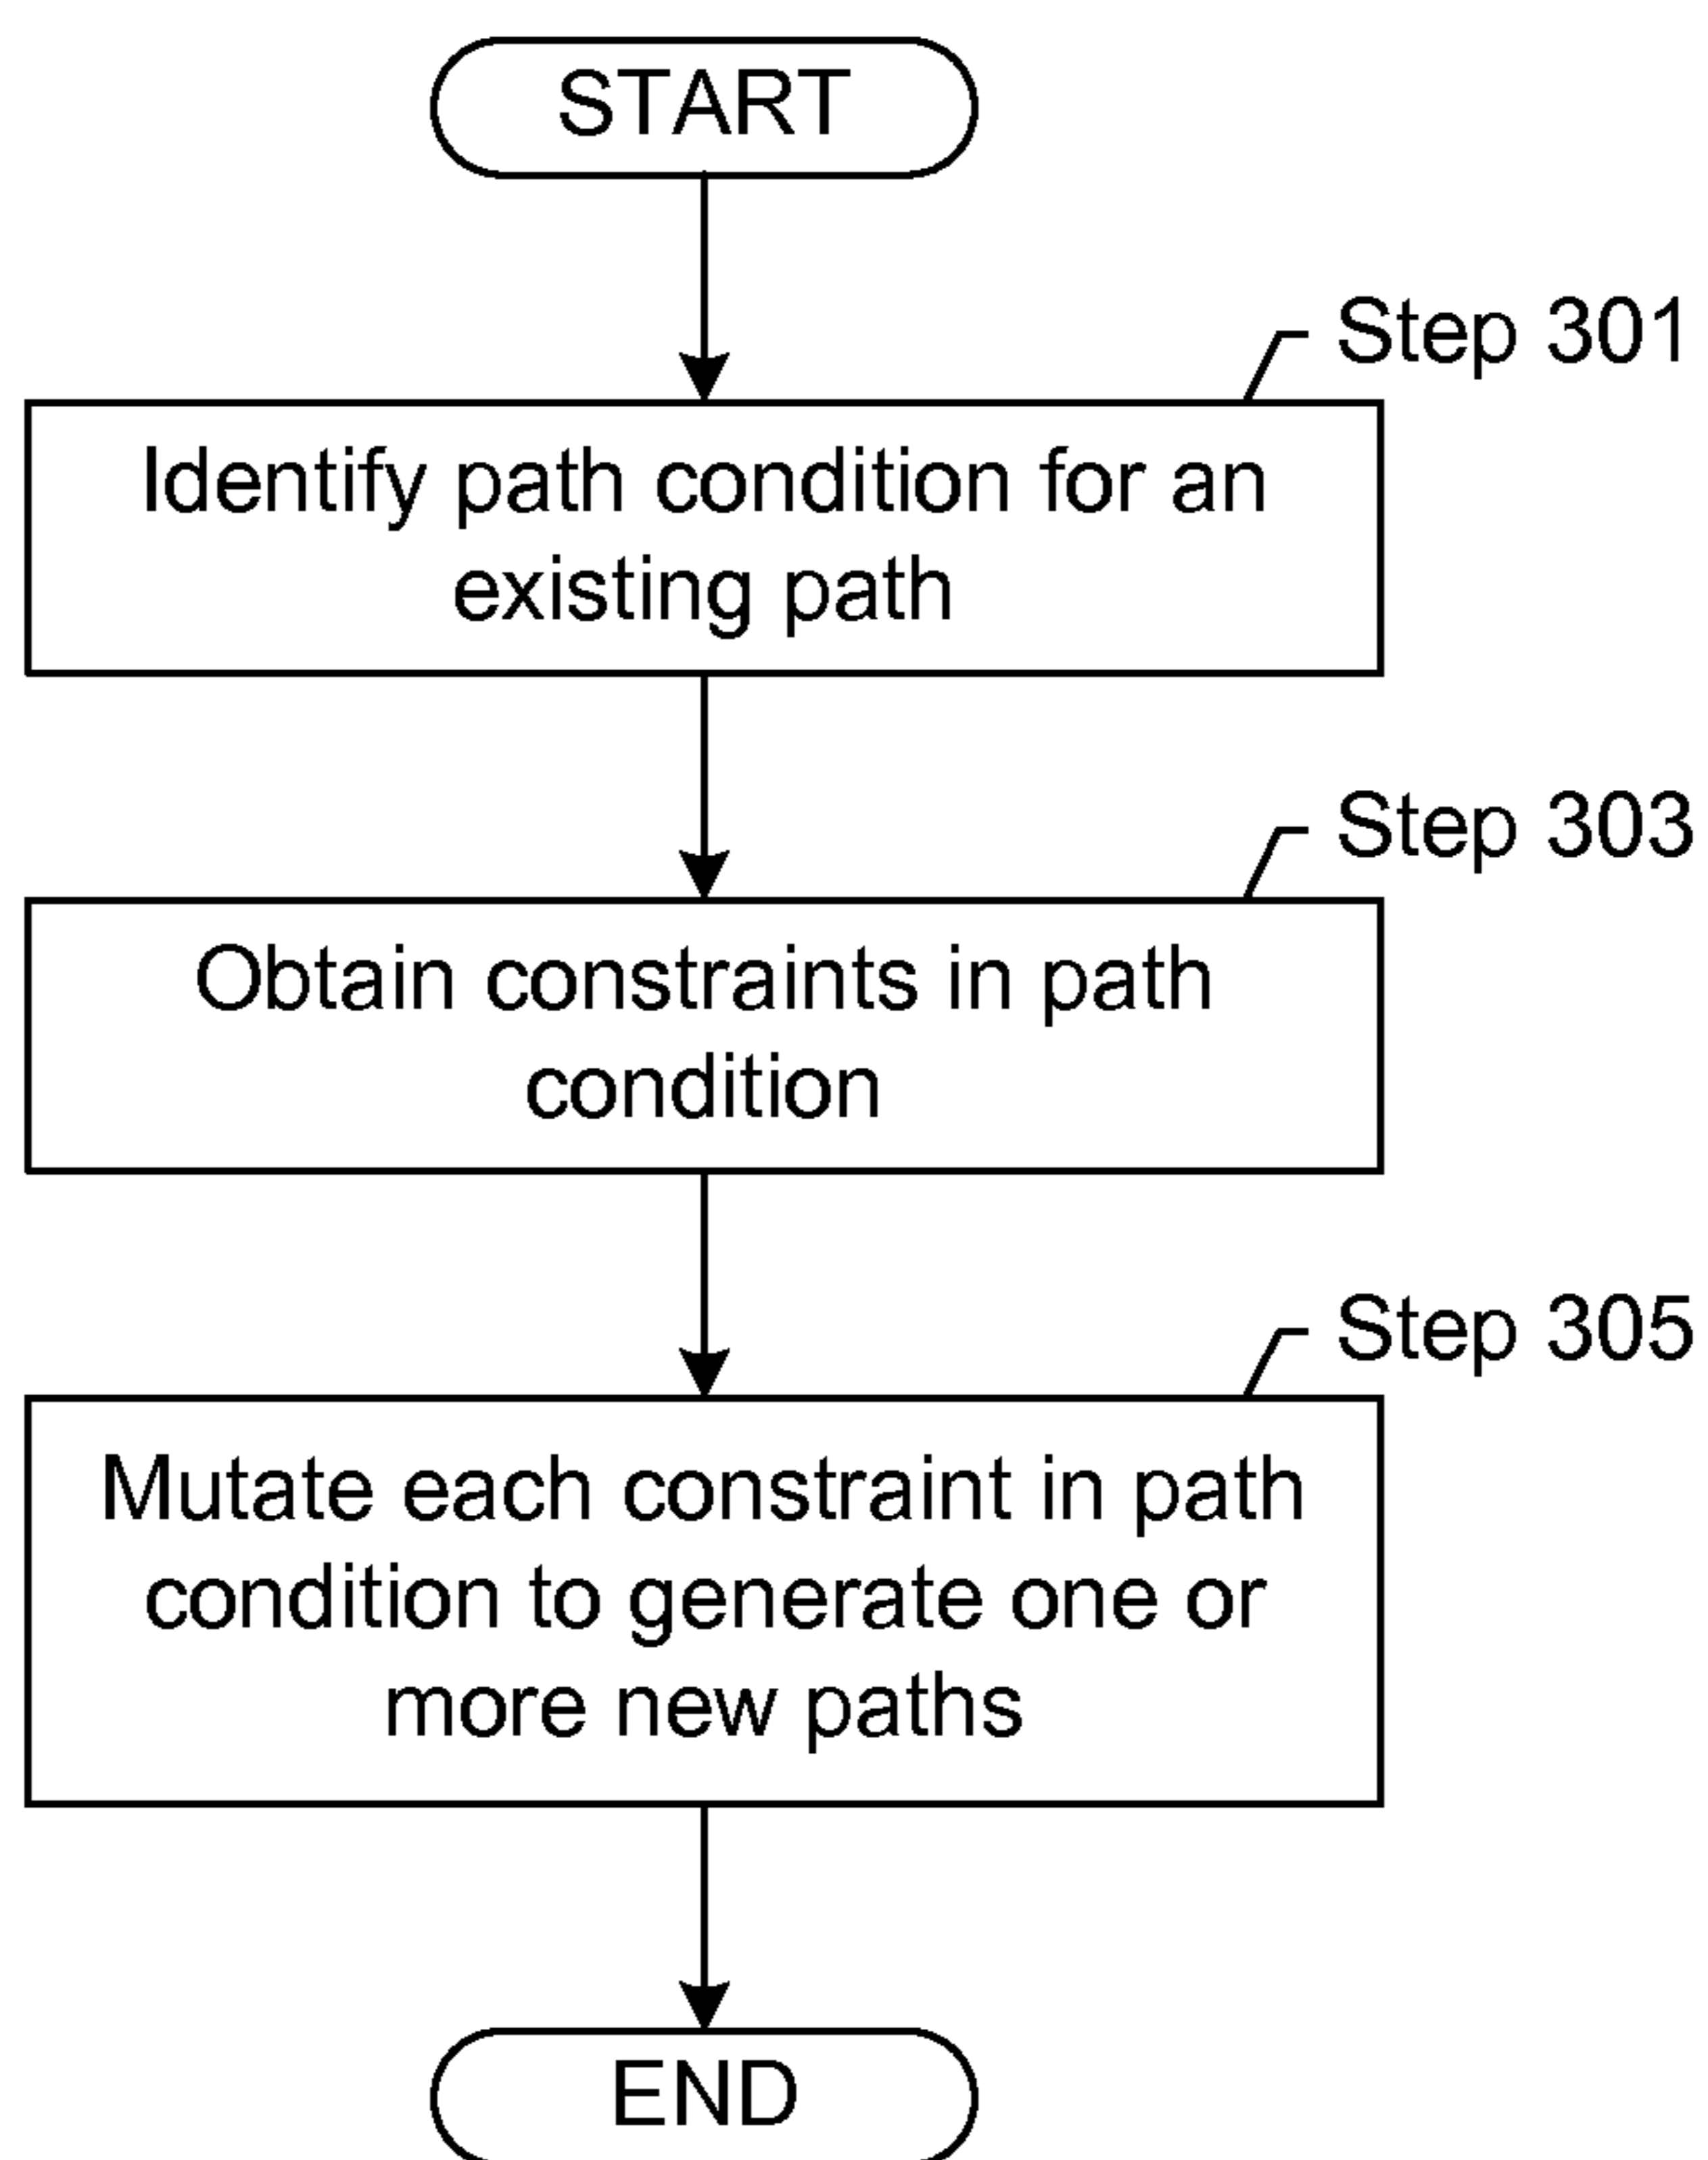 START
Step 301
Identify path condition for an
existing path
Step 303
Obtain constraints in path
condition
Step 305
Mutate each constraint in path
condition to generate one or
more new paths
END